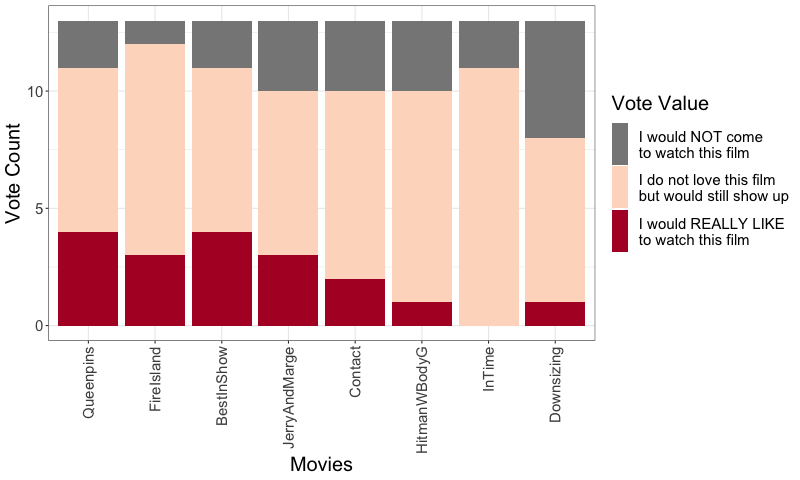 Vote Count
10
5
0
Queenpins
FireIsland
BestInShow
JerryAndMarge
Contact
HitmanWBodyG
InTime
Downsizing
Movies
Vote Value
I would NOT come
to watch this film
I do not love this film
but would still show up
I would REALLY LIKE
to watch this film